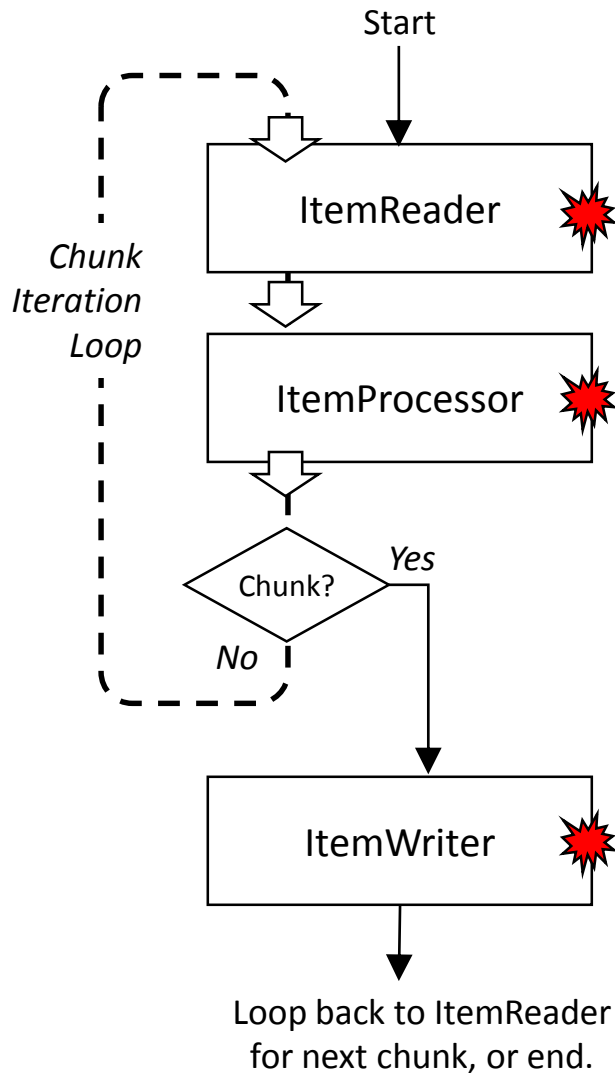 Start
ItemReader
Chunk
Iteration
Loop
ItemProcessor
Chunk?
Yes
No
ItemWriter
Loop back to ItemReader
for next chunk, or end.